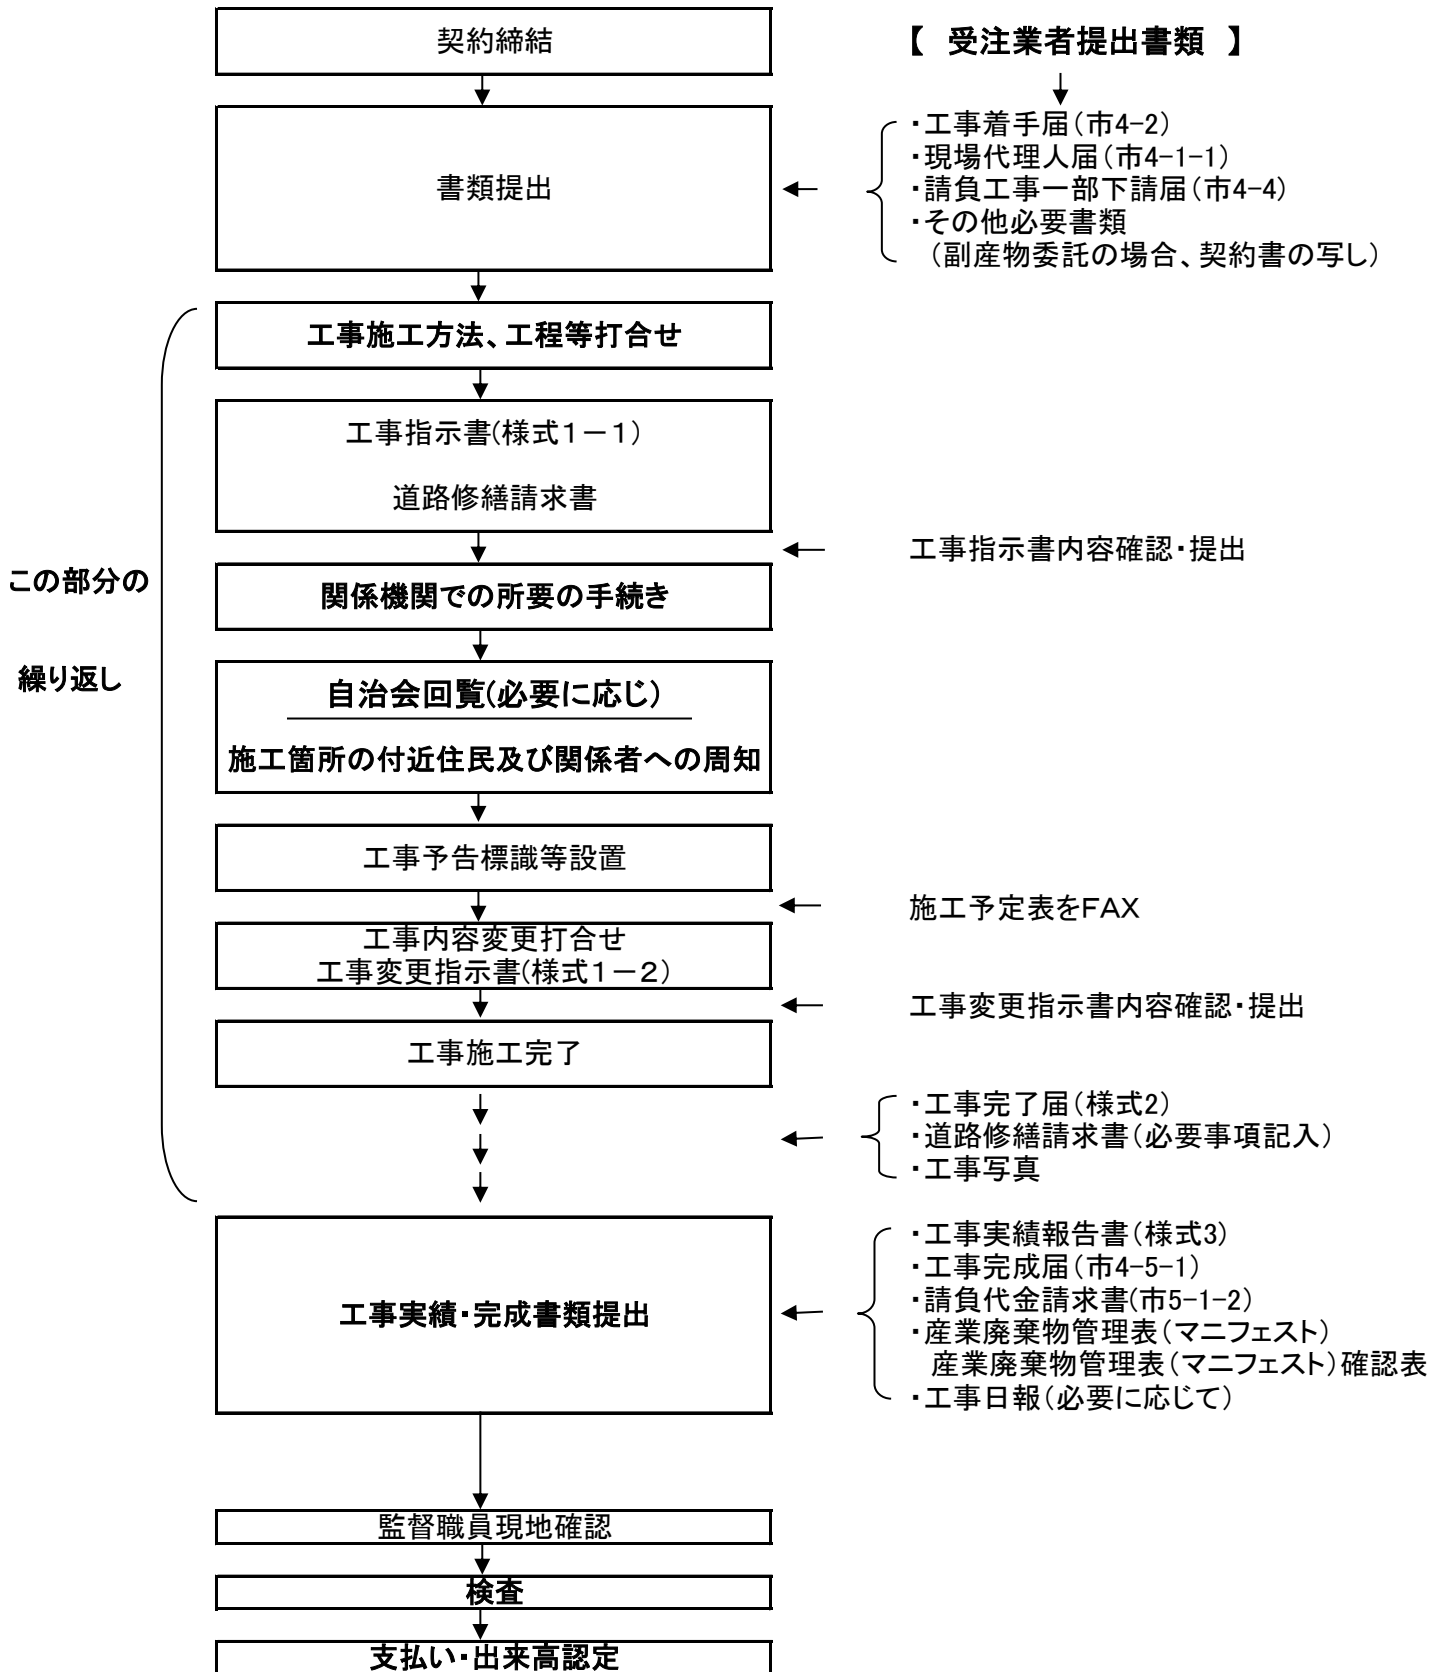 契約締結
【　受注業者提出書類　】
書類提出
・工事着手届（市4-2）
・現場代理人届（市4-1-1）
・請負工事一部下請届（市4-4）
・その他必要書類
（副産物委託の場合、契約書の写し）
工事施工方法、工程等打合せ
工事指示書(様式１－１）
道路修繕請求書
工事指示書内容確認・提出
この部分の
繰り返し
関係機関での所要の手続き
自治会回覧(必要に応じ）
施工箇所の付近住民及び関係者への周知
工事予告標識等設置
施工予定表をFAX
工事内容変更打合せ
工事変更指示書(様式１－２）
工事変更指示書内容確認・提出
工事施工完了
・工事完了届（様式2）
・道路修繕請求書（必要事項記入）
・工事写真
工事実績・完成書類提出
・工事実績報告書（様式3）
・工事完成届（市4-5-1）
・請負代金請求書(市5-1-2）
・産業廃棄物管理表（マニフェスト）
産業廃棄物管理表（マニフェスト）確認表
・工事日報（必要に応じて）
監督職員現地確認
検査
支払い・出来高認定